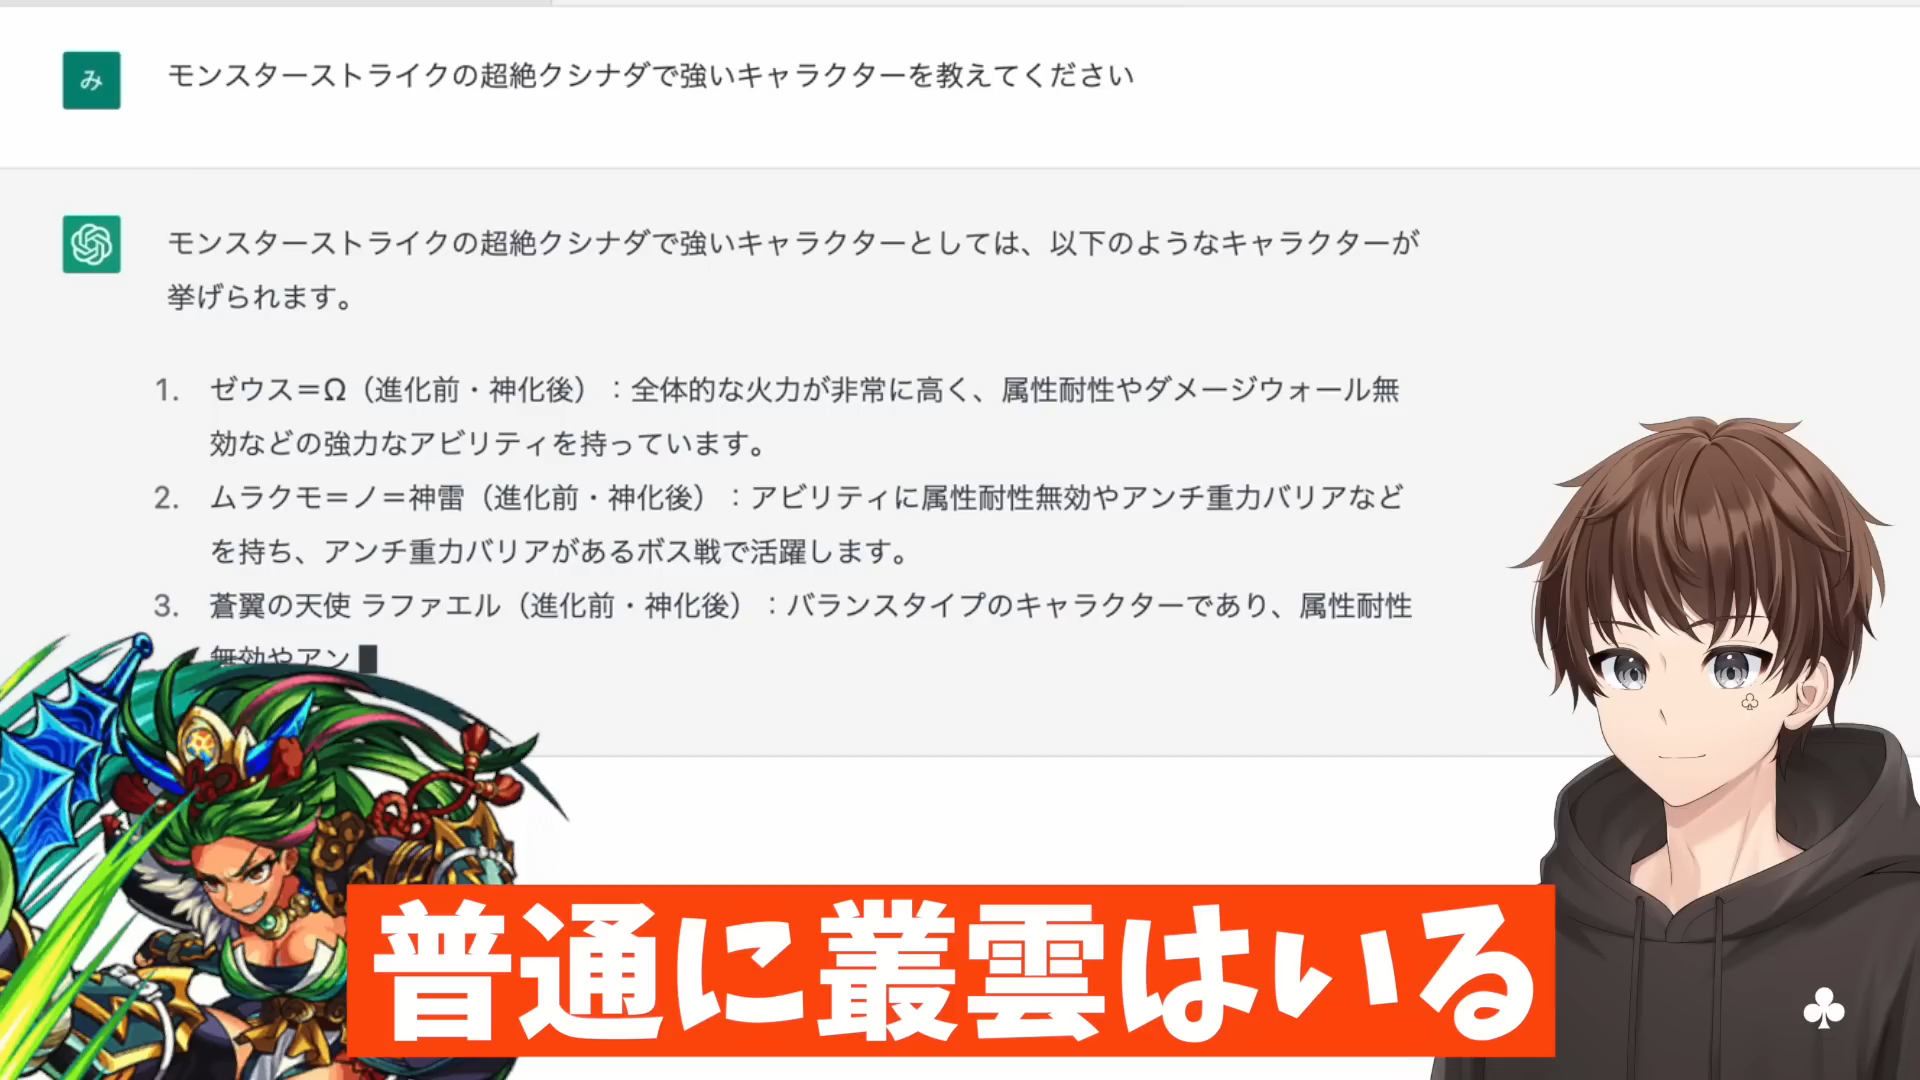 み
モンスターストライクの超絶クシナダで強いキャラクターを教えてください
モンスターストライクの超絶クシナダで強いキャラクターとしては、以下のようなキャラクターが
挙げられます。
1. ゼウス＝Ω（進化前・神化後）：全体的な火力が非常に高く、属性耐性やダメージウォール無
効などの強力なアビリティを持っています。
2. ムラクモ＝ノ＝神雷（進化前・神化後）：アビリティに属性耐性無効やアンチ重力バリアなど
を持ち、アンチ重力バリアがあるボス戦で活躍します。
3. 蒼翼の天使 ラファエル（進化前・神化後）：バランスタイプのキャラクターであり、属性耐性
無効やアン
普通に叢雲はいる